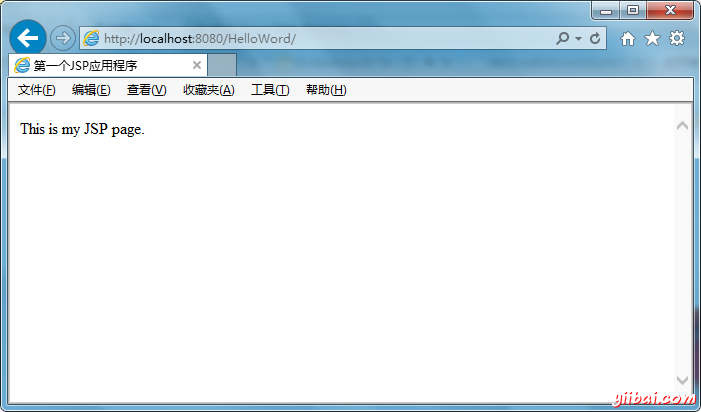 http://localhost:8080/HelloWord/
第一个JSP应用程序
文件(F) 编辑(E) 查看(V) 收藏夹(A) 工具(T) 帮助(H)
This is my JSP page.
yiibai.com